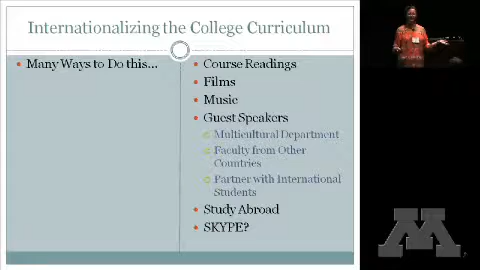 Internationalizing the College Curriculum
Many Ways to Do this...
Course Readings
Films
Music
Guest Speakers
Multicultural Department
Faculty from Other
Countries
Partner with International
Students
Study Abroad
SKYPE?
M